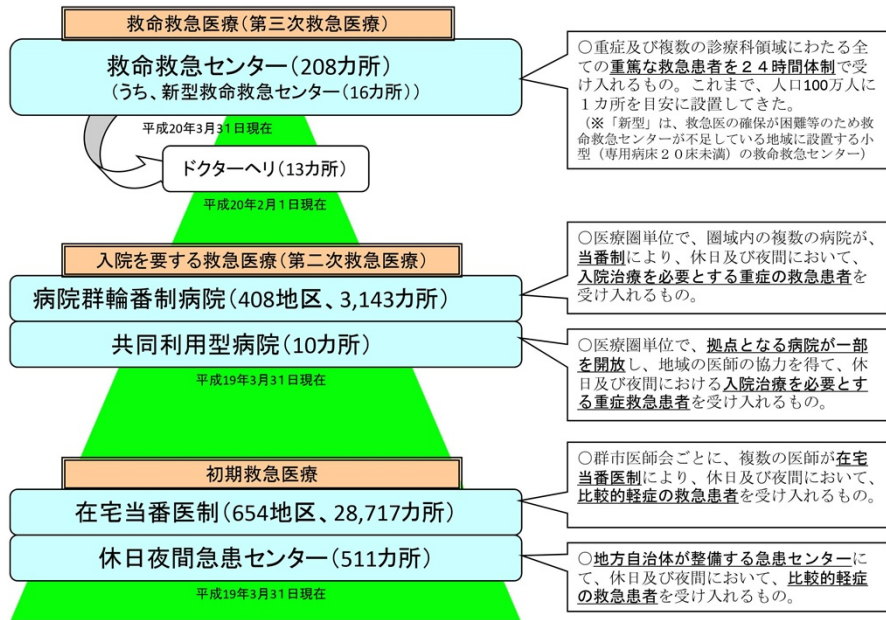 救命救急医療（第三次救急医療）
救命救急センター（208カ所）
（うち、新型救命救急センター（16カ所））
平成20年3月31日現在
ドクターヘリ（13カ所）
平成20年2月1日現在
○重症及び複数の診療科領域にわたる全
ての重篤な救急患者を２４時間体制で受
け入れるもの。これまで、人口100万人に
１カ所を目安に設置してきた。
（※「新型」は、救急医の確保が困難等のため救
命救急センターが不足している地域に設置する小
型（専用病床２０床未満）の救命救急センター）
入院を要する救急医療（第二次救急医療）
病院群輪番制病院（408地区、3,143カ所）
共同利用型病院（10カ所）
平成19年3月31日現在
○医療圏単位で、圏域内の複数の病院が、
当番制により、休日及び夜間において、
入院治療を必要とする重症の救急患者を
受け入れるもの。
○医療圏単位で、拠点となる病院が一部
を開放し、地域の医師の協力を得て、休
日及び夜間における入院治療を必要とす
る重症救急患者を受け入れるもの。
初期救急医療
在宅当番医制（654地区、28,717カ所）
休日夜間急患センター（511カ所）
平成19年3月31日現在
○群市医師会ごとに、複数の医師が在宅
当番医制により、休日及び夜間において、
比較的軽症の救急患者を受け入れるもの。
○地方自治体が整備する急患センターに
て、休日及び夜間において、比較的軽症
の救急患者を受け入れるもの。